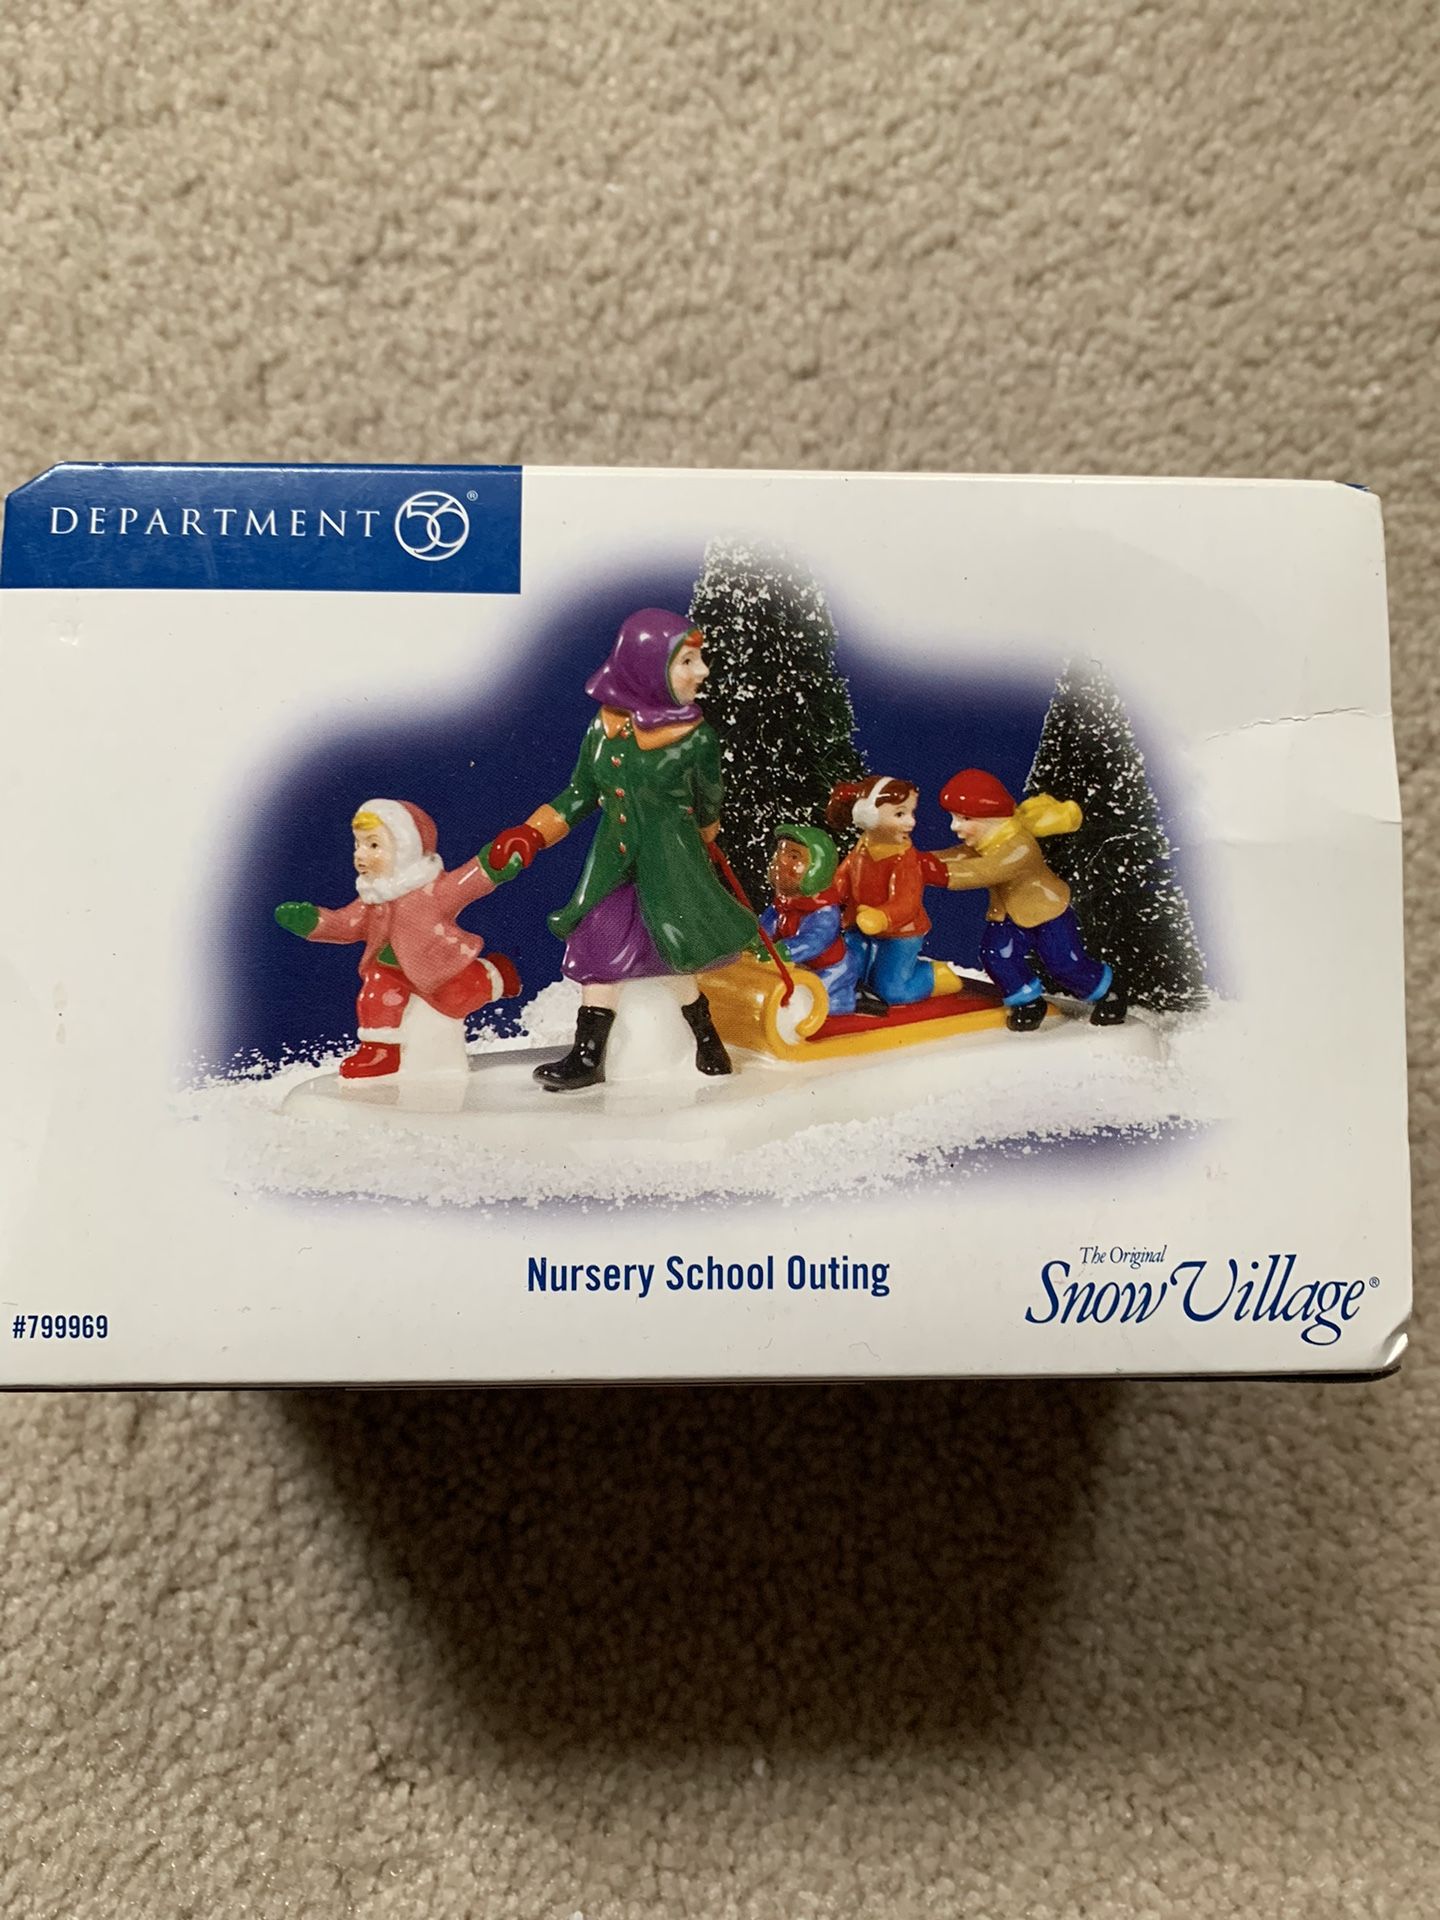 DEPARTMENT 56®
Nursery School Outing
The Original
Snow Village®
#799969